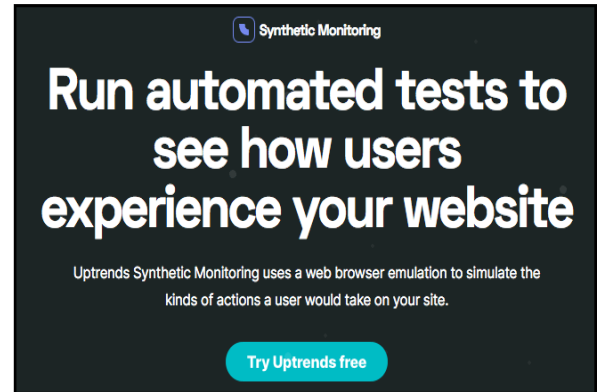 Synthetic Monitoring
Run automated tests to
see how users
experience your website
Uptrends Synthetic Monitoring uses a web browser emulation to simulate the
kinds of actions a user would take on your site.
Try Uptrends free